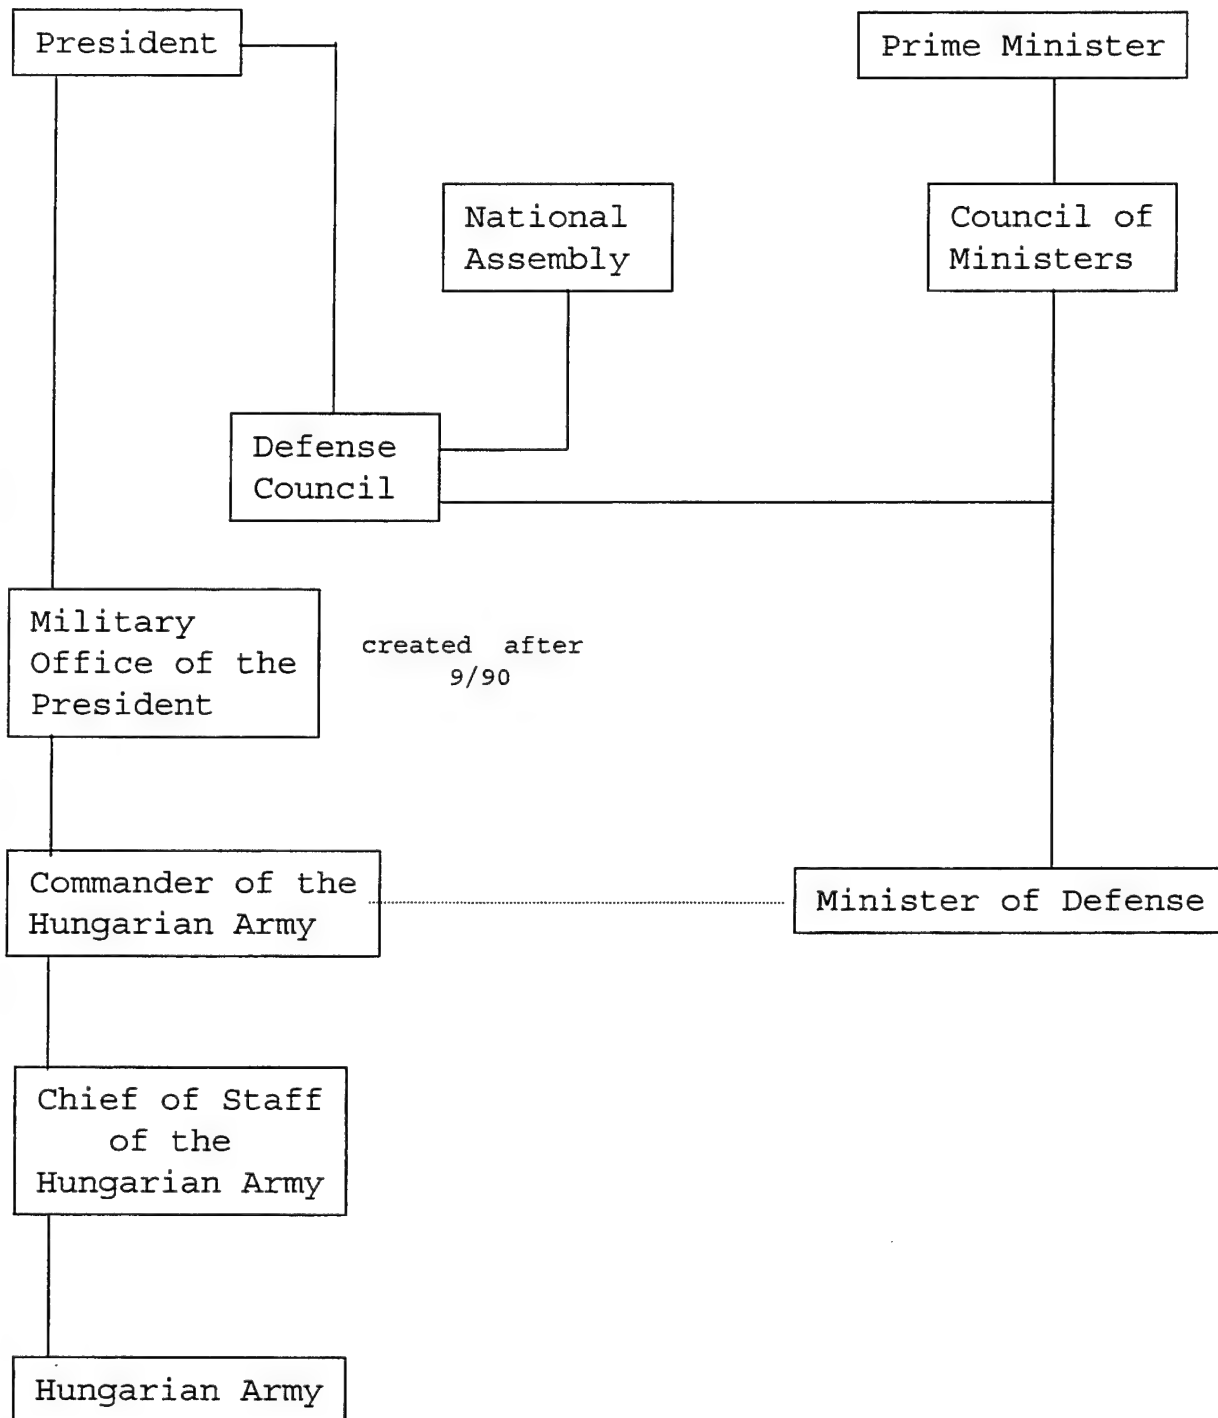 President
Prime Minister
National
Assembly
Council of
Ministers
Defense
Council
Military
Office of the
President
created after
9/90
Commander of the
Hungarian Army
Minister of Defense
Chief of Staff
of the
Hungarian Army
Hungarian Army